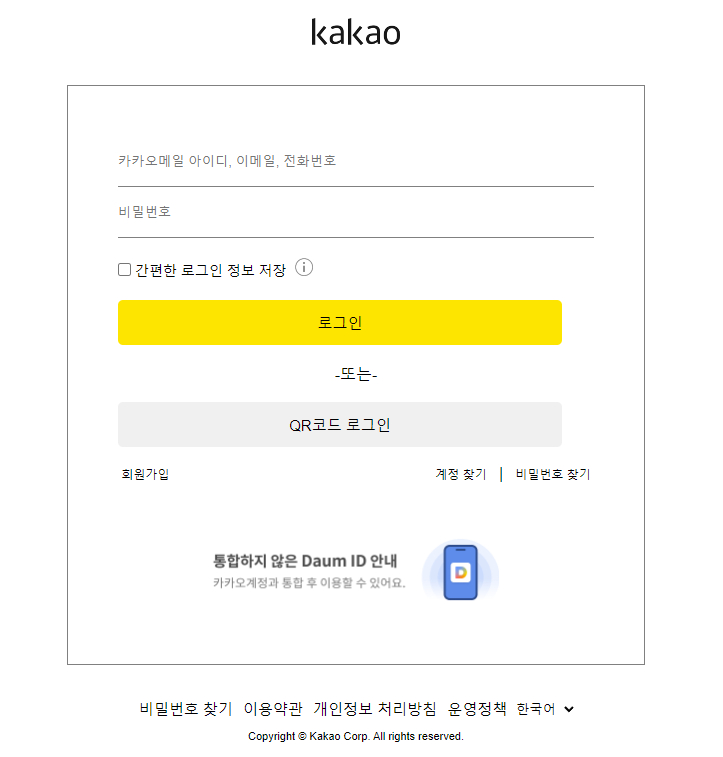 kakao
카카오메일 아이디, 이메일, 전화번호
비밀번호
간편한 로그인 정보 저장
로그인
-또는-
QR코드 로그인
회원가입 계정 찾기 | 비밀번호 찾기
통합하지 않은 Daum ID 안내
카카오계정과 통합 후 이용할 수 있어요.
비밀번호 찾기 이용약관 개인정보 처리방침 운영정책 한국어
Copyright © Kakao Corp. All rights reserved.